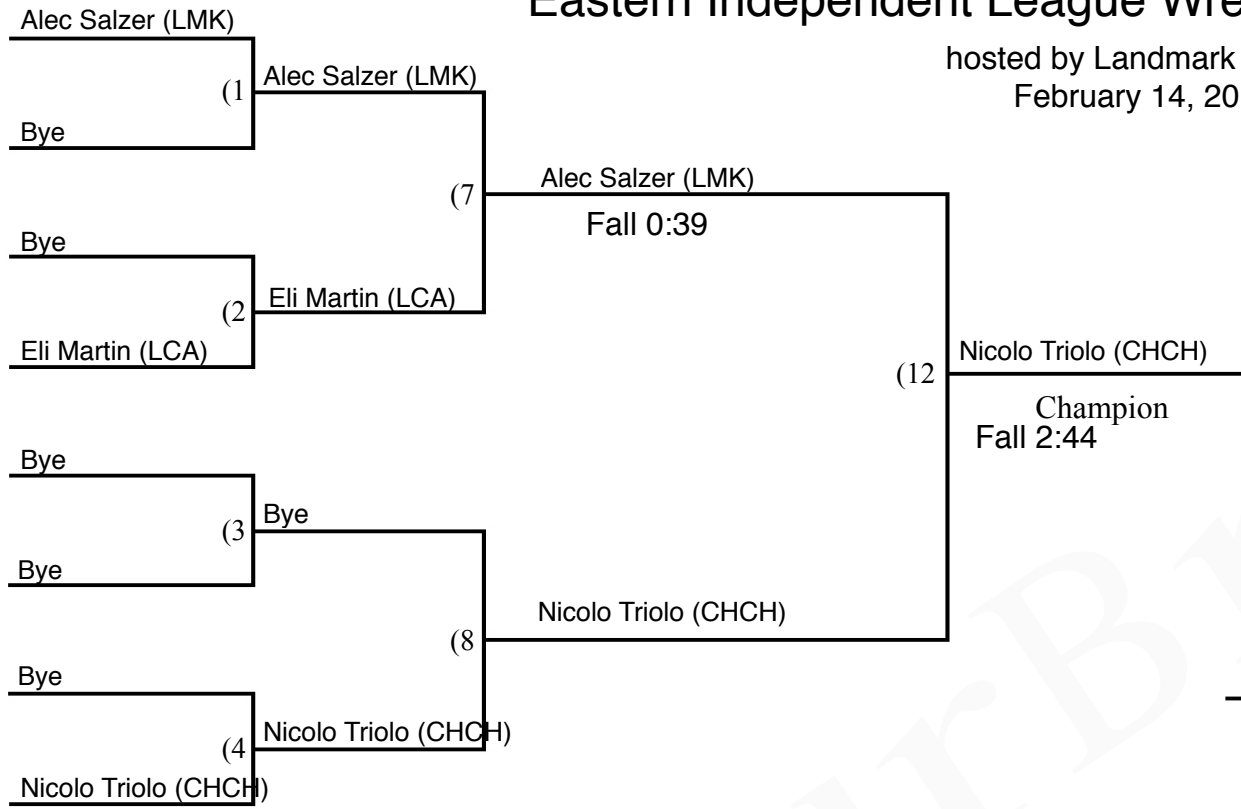 Eastern Independent League Wre
hosted by Landmark
February 14, 20
Alec Salzer (LMK)
(1
Alec Salzer (LMK)
Bye
(7
Alec Salzer (LMK)
Fall 0:39
Bye
(2
Eli Martin (LCA)
Eli Martin (LCA)
(12
Nicolo Triolo (CHCH)
Champion
Fall 2:44
Bye
(3
Bye
Bye
(8
Nicolo Triolo (CHCH)
Bye
(4
Nicolo Triolo (CHCH)
Nicolo Triolo (CHCH)